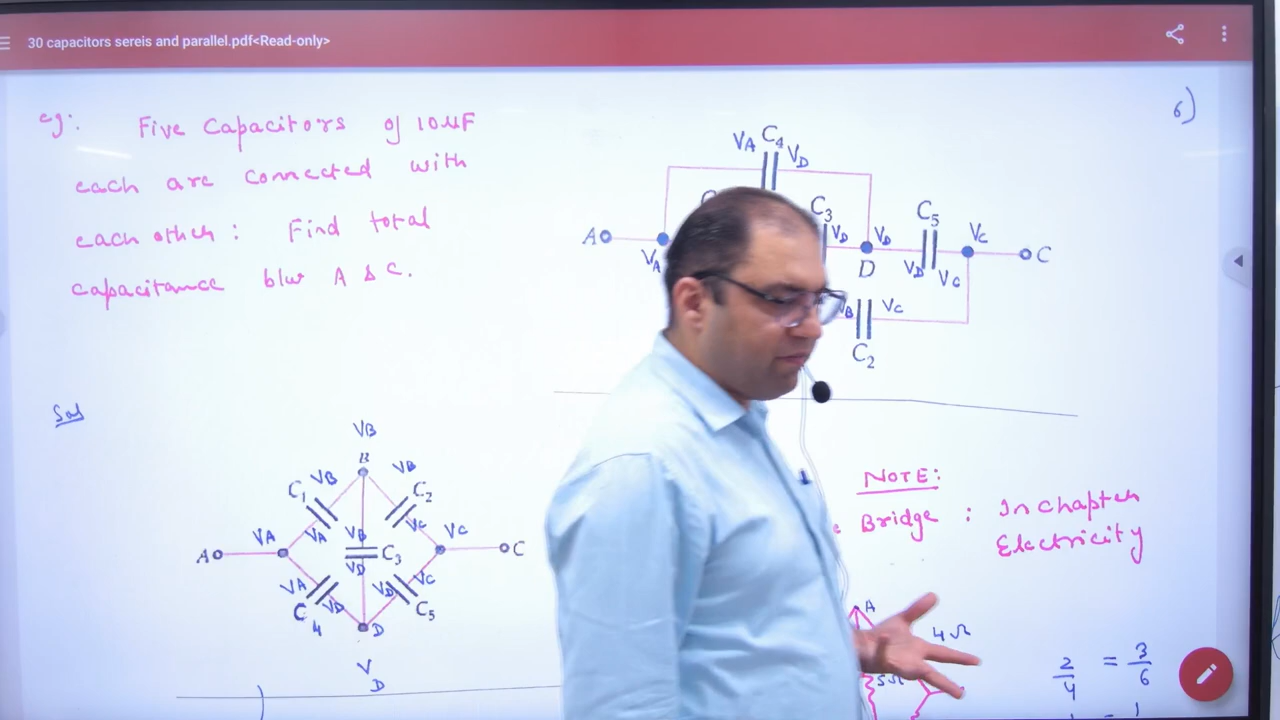 30 capacitors sereis and parallel.pdf<Read-only>
6)
eg: Five Capacitors of 10μF
each are connected with
each other: Find total
capacitance b/w A & C.
VA C4 VD
C3 VD VD C5 VC
A VA D VD VC C
VB VC
C2
Sol
VB
B
C1 VB VB C2
VA VC
A VA VB C3 VC C
VD
VA VD VD VC
C4 D C5
VD
NOTE:
Bridge : In chapter
Electricity
A
4Ω
5Ω
2/4 = 3/6